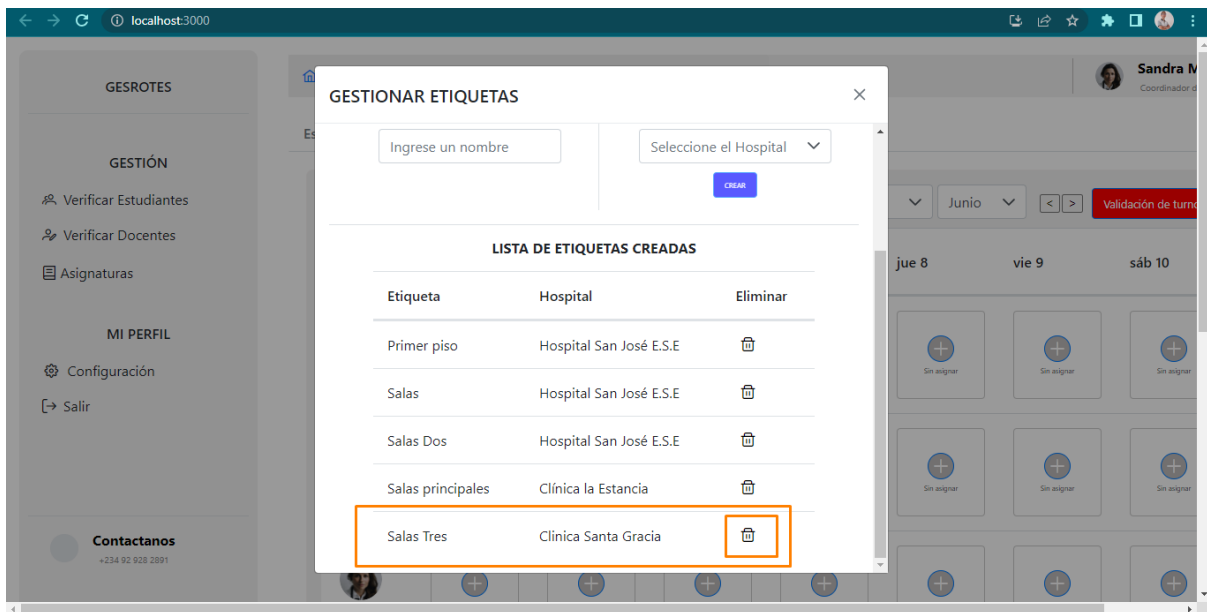 localhost:3000
GESROTES
GESTIÓN
Verificar Estudiantes
Verificar Docentes
Asignaturas
MI PERFIL
Configuración
Salir
Contactanos
+234 92 928 2891
Sandra M
Coordinador d
Es
GESTIONAR ETIQUETAS
Ingrese un nombre
Seleccione el Hospital
CREAR
LISTA DE ETIQUETAS CREADAS
Etiqueta Hospital Eliminar
Primer piso Hospital San José E.S.E
Salas Hospital San José E.S.E
Salas Dos Hospital San José E.S.E
Salas principales Clínica la Estancia
Salas Tres Clinica Santa Gracia
Junio < > Validación de turno
jue 8 vie 9 sáb 10
Sin asignar Sin asignar Sin asignar
Sin asignar Sin asignar Sin asignar